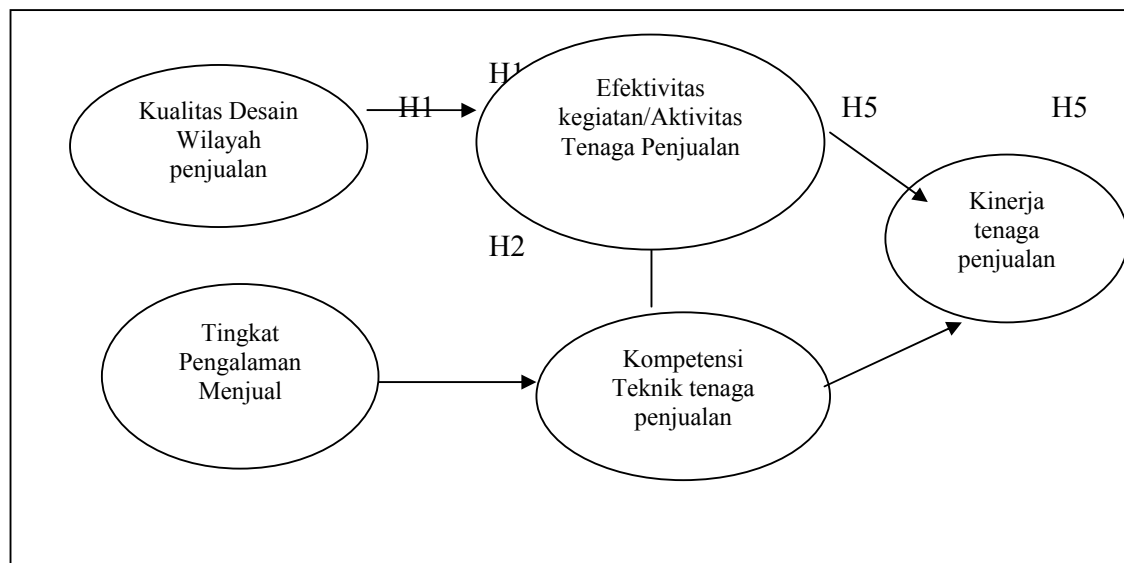 Kualitas Desain
Wilayah
penjualan
H1
H1
Efektivitas
kegiatan/Aktivitas
Tenaga Penjualan
H5
H5
Kinerja
tenaga
penjualan
H2
Tingkat
Pengalaman
Menjual
Kompetensi
Teknik tenaga
penjualan